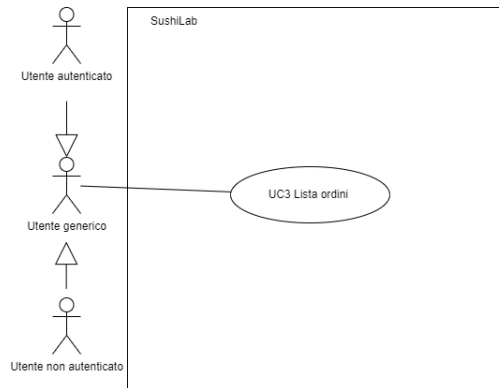 SushiLab
Utente autenticato
Utente generico
UC3 Lista ordini
Utente non autenticato